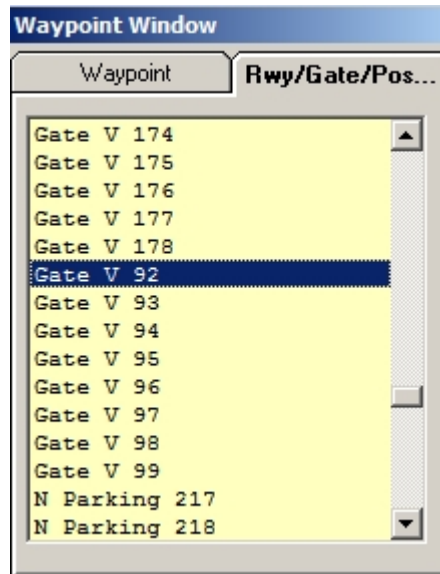 Waypoint Window
Waypoint
Rwy/Gate/Pos...
Gate V 174
Gate V 175
Gate V 176
Gate V 177
Gate V 178
Gate V 92
Gate V 93
Gate V 94
Gate V 95
Gate V 96
Gate V 97
Gate V 98
Gate V 99
N Parking 217
N Parking 218